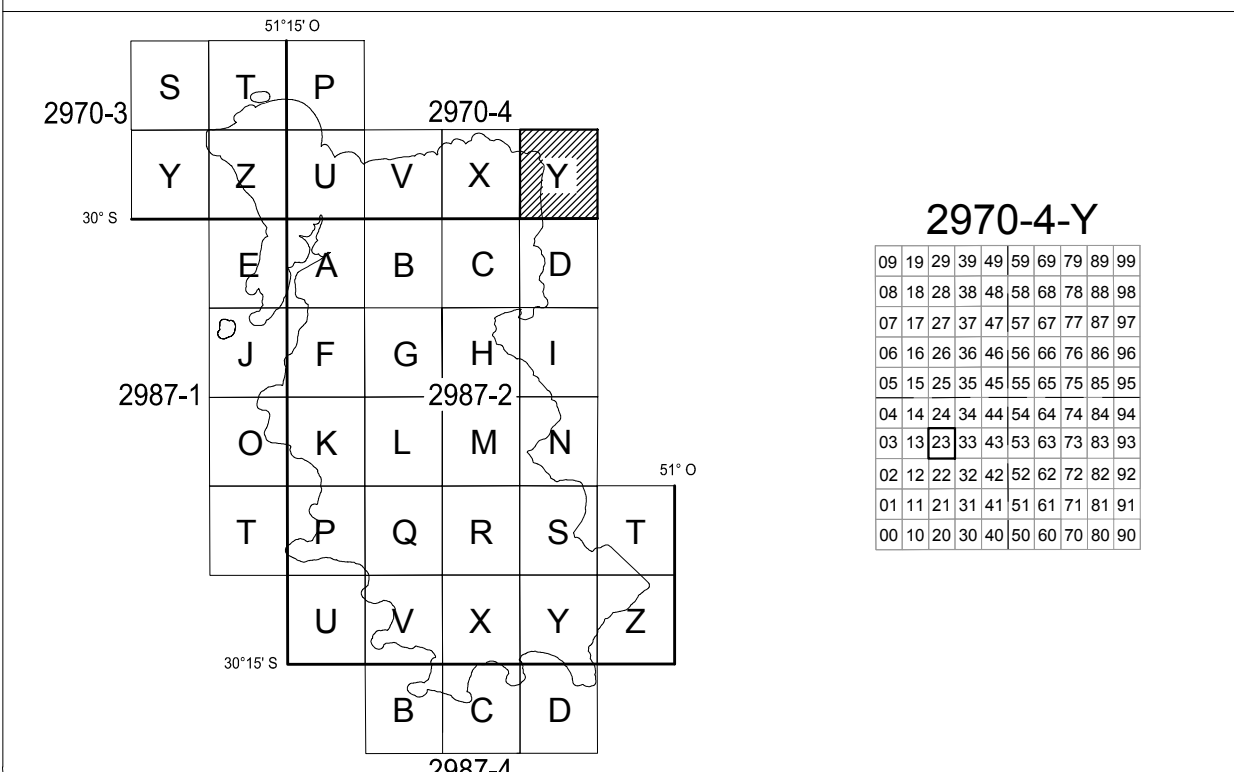 51°15' O
S T P
2970-3 2970-4
Y Z U V X Y
30° S
E A B C D
J F G H I
2987-1 2987-2
O K L M N
51° O
T P Q R S T
U V X Y Z
30°15' S
B C D
2987-4
2970-4-Y
09 19 29 39 49 59 69 79 89 99
08 18 28 38 48 58 68 78 88 98
07 17 27 37 47 57 67 77 87 97
06 16 26 36 46 56 66 76 86 96
05 15 25 35 45 55 65 75 85 95
04 14 24 34 44 54 64 74 84 94
03 13 23 33 43 53 63 73 83 93
02 12 22 32 42 52 62 72 82 92
01 11 21 31 41 51 61 71 81 91
00 10 20 30 40 50 60 70 80 90